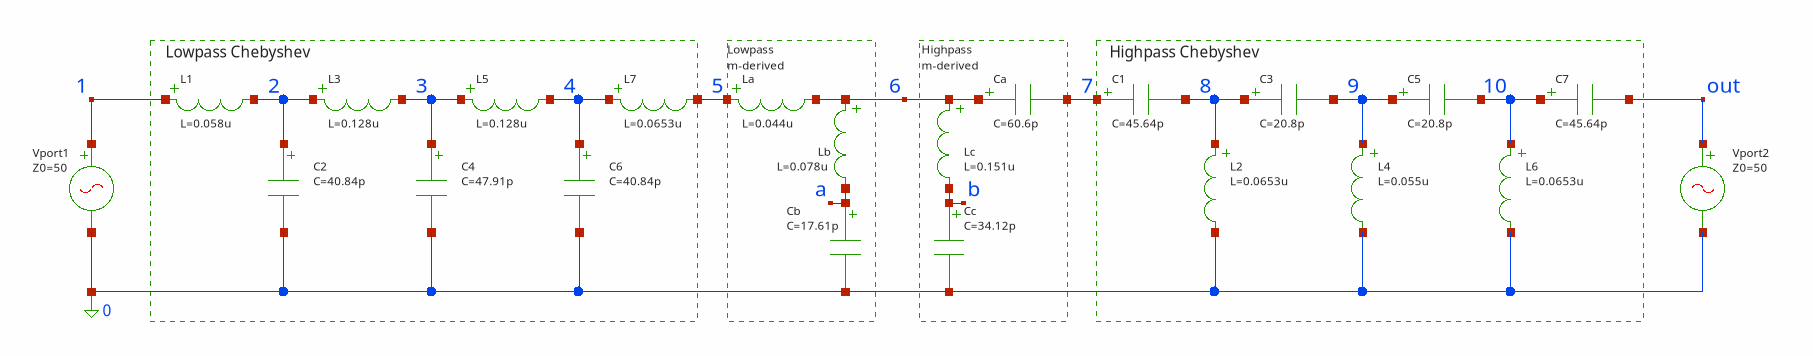 Lowpass Chebyshev
Lowpass
m-derived
Highpass
m-derived
Highpass Chebyshev
1
L1
L=0.058u
2
L3
L=0.128u
3
L5
L=0.128u
4
L7
L=0.0653u
5
La
L=0.044u
6
Ca
C=60.6p
7
C1
C=45.64p
8
C3
C=20.8p
9
C5
C=20.8p
10
C7
C=45.64p
out
Vport1
Z0=50
C2
C=40.84p
C4
C=47.91p
C6
C=40.84p
Lb
L=0.078u
a
Cb
C=17.61p
Lc
L=0.151u
b
Cc
C=34.12p
L2
L=0.0653u
L4
L=0.055u
L6
L=0.0653u
Vport2
Z0=50
0